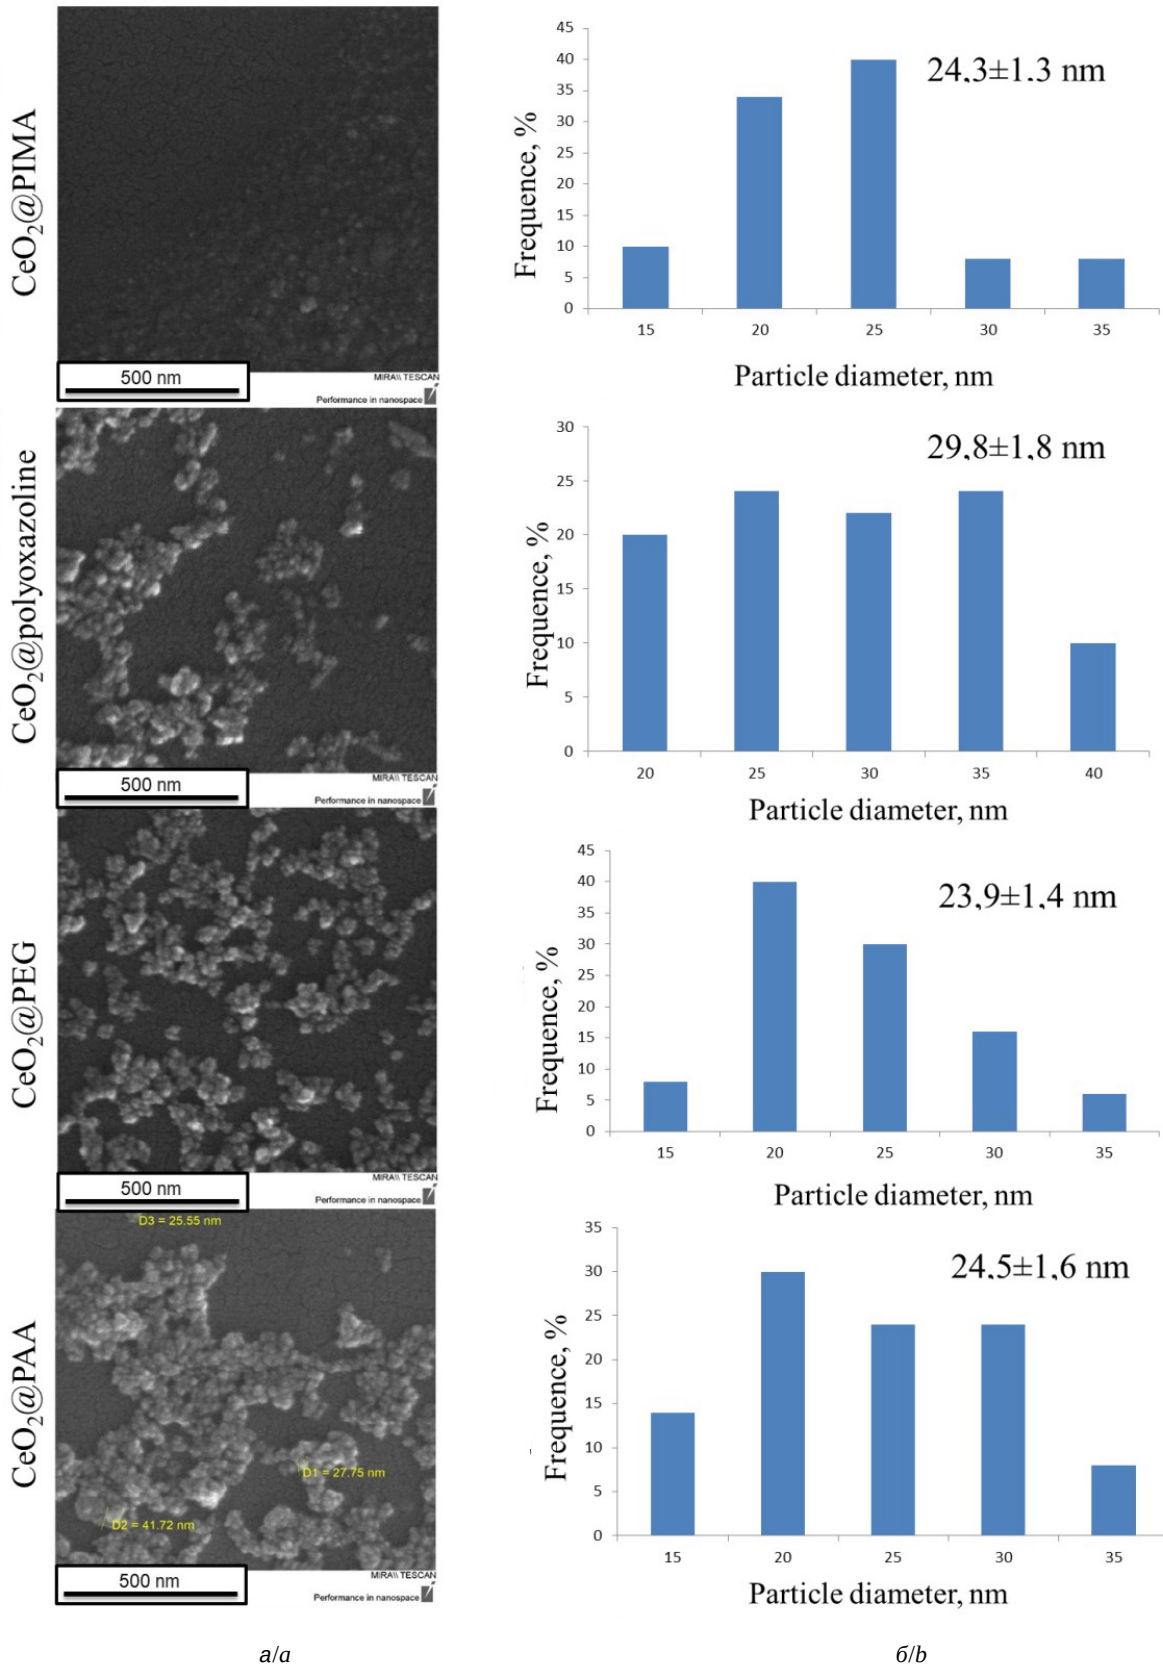 CeO₂@PIMA
500 nm
MIRA\\ TESCAN
Performance in nanospace
45
40
35
30
25
20
15
10
5
0
Frequence, %
24,3±1.3 nm
15 20 25 30 35
Particle diameter, nm
CeO₂@polyoxazoline
500 nm
MIRA\\ TESCAN
Performance in nanospace
30
25
20
15
10
5
0
Frequence, %
29,8±1,8 nm
20 25 30 35 40
Particle diameter, nm
CeO₂@PEG
500 nm
MIRA\\ TESCAN
Performance in nanospace
45
40
35
30
25
20
15
10
5
0
Frequence, %
23,9±1,4 nm
15 20 25 30 35
Particle diameter, nm
CeO₂@PAA
D3 = 25.55 nm
D1 = 27.75 nm
D2 = 41.72 nm
500 nm
MIRA\\ TESCAN
Performance in nanospace
35
30
25
20
15
10
5
0
Frequence, %
24,5±1,6 nm
15 20 25 30 35
Particle diameter, nm
а/a
б/b